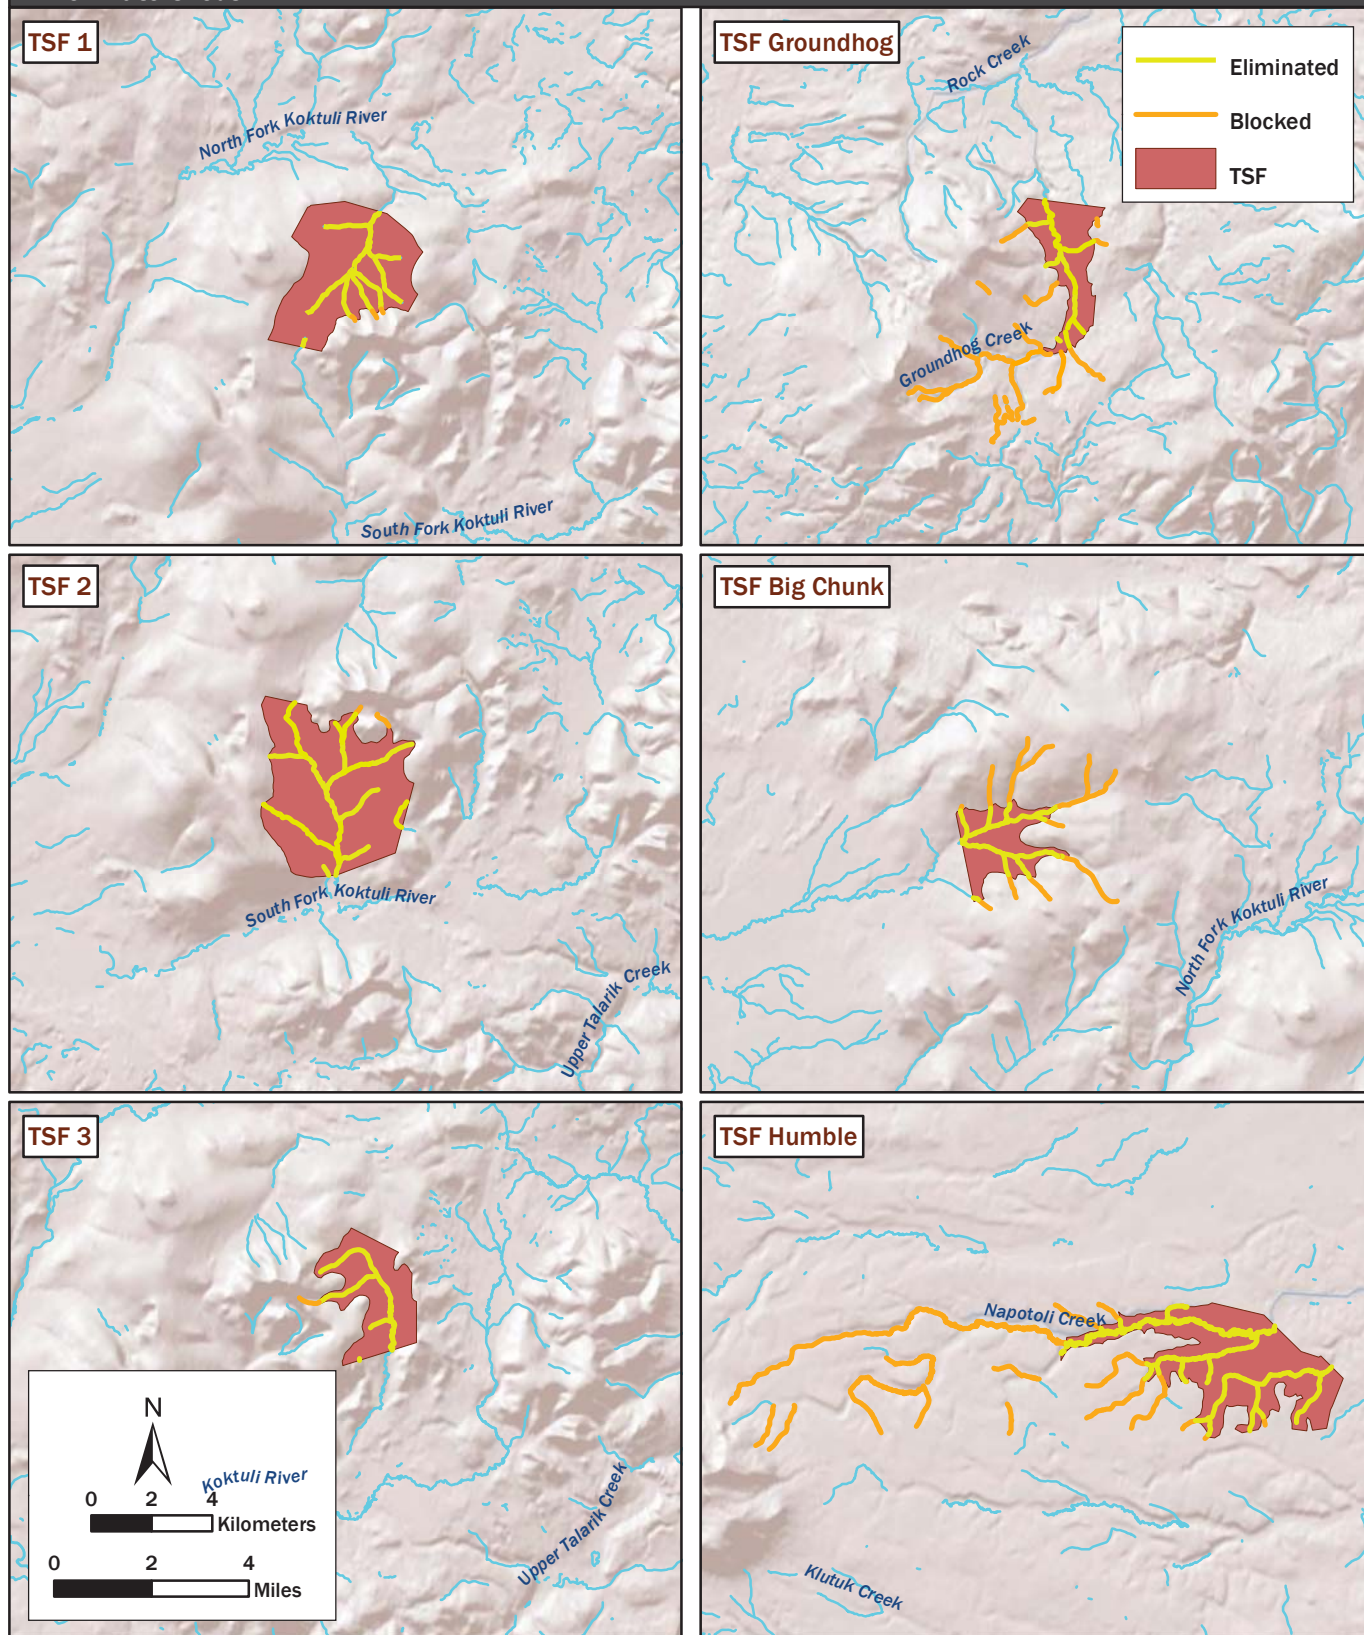 TSF 1
North Fork Koktuli River
South Fork Koktuli River
TSF Groundhog
Rock Creek
Groundhog Creek
Eliminated
Blocked
TSF
TSF 2
South Fork Koktuli River
Upper Talarik Creek
TSF Big Chunk
North Fork Koktuli River
TSF 3
Upper Talarik Creek
N
Koktuli River
0 2 4
Kilometers
0 2 4
Miles
TSF Humble
Napotoli Creek
Klutuk Creek